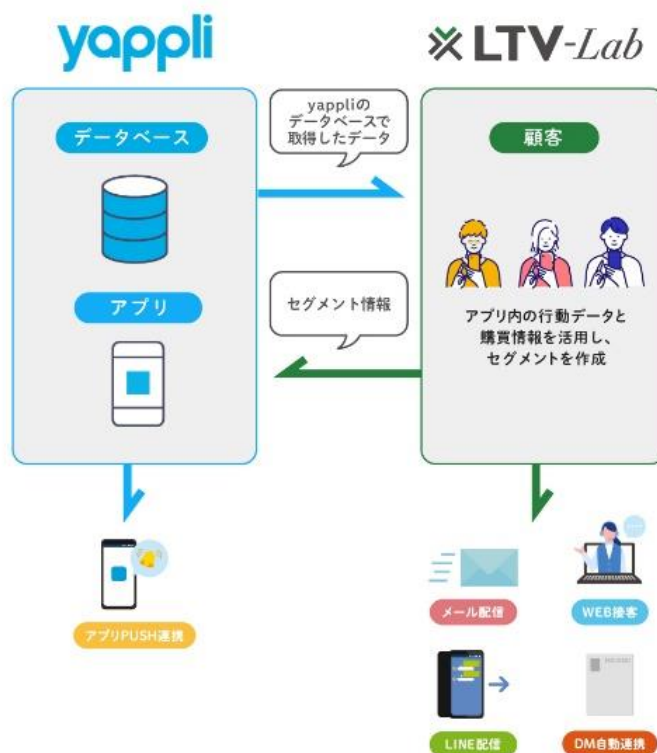 yappli
LTV-Lab
データベース
アプリ
yappliの
データベースで
取得したデータ
セグメント情報
顧客
アプリ内の行動データと
購買情報を活用し、
セグメントを作成
アプリPUSH連携
メール配信
WEB接客
LINE配信
DM自動連携